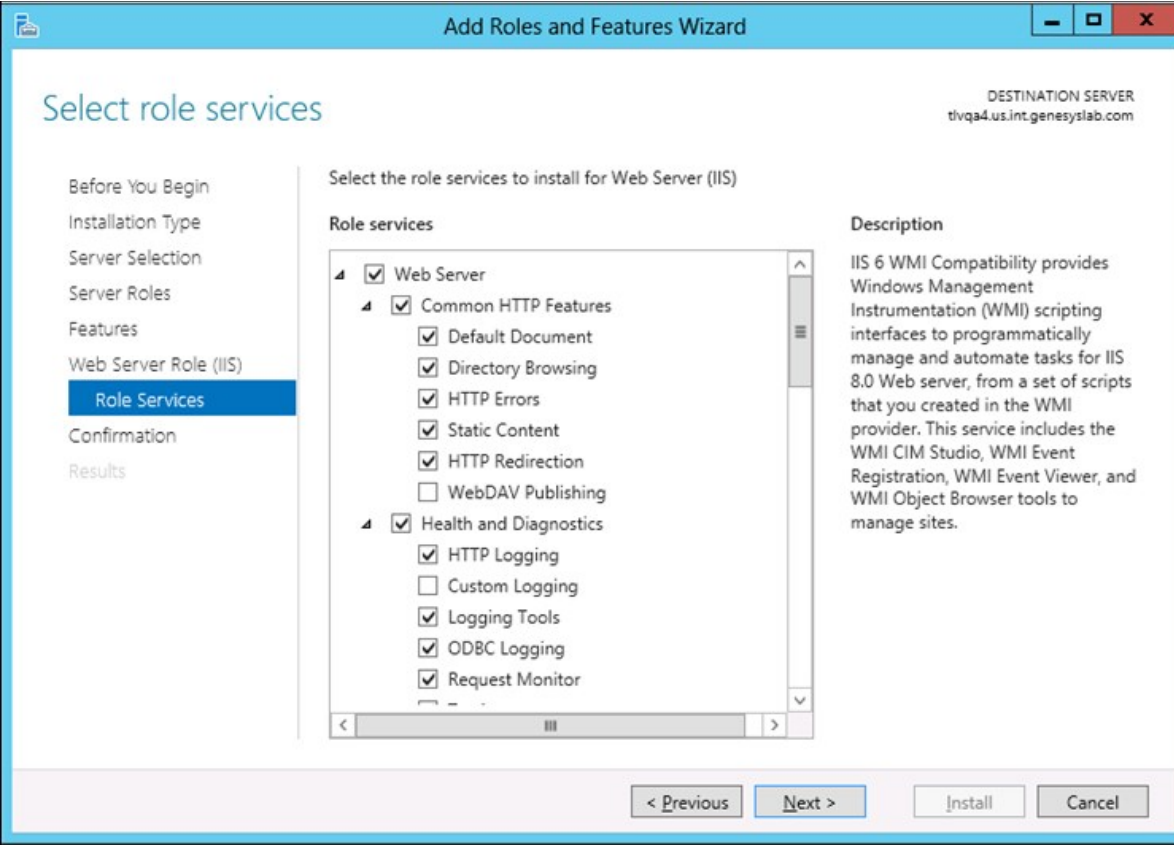 Add Roles and Features Wizard
Select role services
DESTINATION SERVER
tlvqa4.us.int.genesyslab.com
Before You Begin
Installation Type
Server Selection
Server Roles
Features
Web Server Role (IIS)
Role Services
Confirmation
Results
Select the role services to install for Web Server (IIS)
Role services
Web Server
Common HTTP Features
Default Document
Directory Browsing
HTTP Errors
Static Content
HTTP Redirection
WebDAV Publishing
Health and Diagnostics
HTTP Logging
Custom Logging
Logging Tools
ODBC Logging
Request Monitor
Description
IIS 6 WMI Compatibility provides
Windows Management
Instrumentation (WMI) scripting
interfaces to programmatically
manage and automate tasks for IIS
8.0 Web server, from a set of scripts
that you created in the WMI
provider. This service includes the
WMI CIM Studio, WMI Event
Registration, WMI Event Viewer, and
WMI Object Browser tools to
manage sites.
< Previous
Next >
Install
Cancel